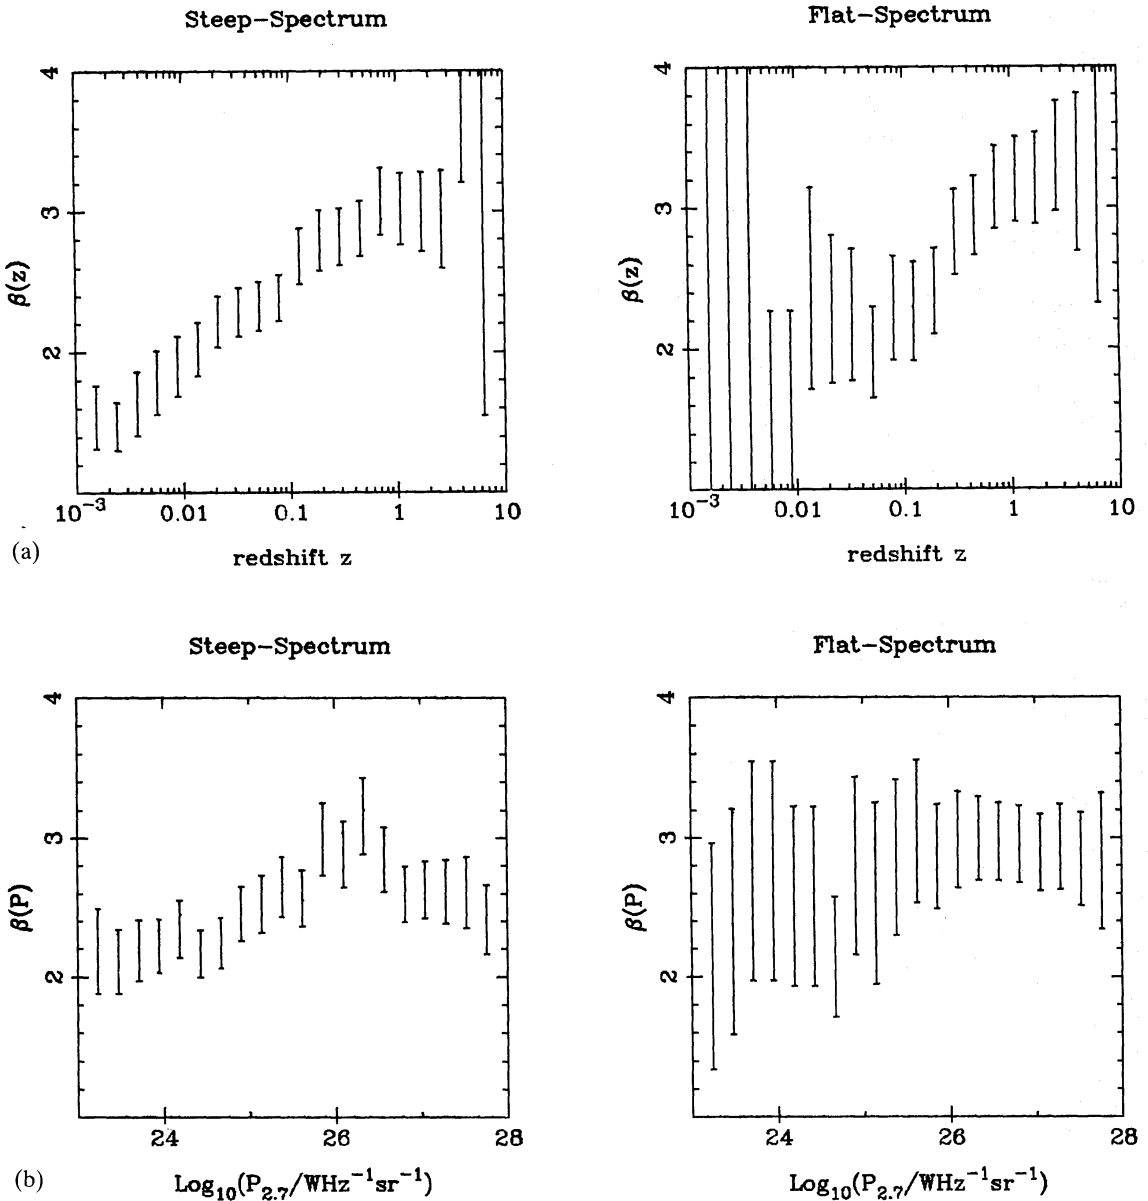 Steep-Spectrum
Flat-Spectrum
4
3
2
β(z)
10⁻³ 0.01 0.1 1 10
redshift z
4
3
2
β(z)
10⁻³ 0.01 0.1 1 10
redshift z
(a)
Steep-Spectrum
Flat-Spectrum
4
3
2
β(P)
24 26 28
Log₁₀(P₂.₇/WHz⁻¹sr⁻¹)
4
3
2
β(P)
24 26 28
Log₁₀(P₂.₇/WHz⁻¹sr⁻¹)
(b)